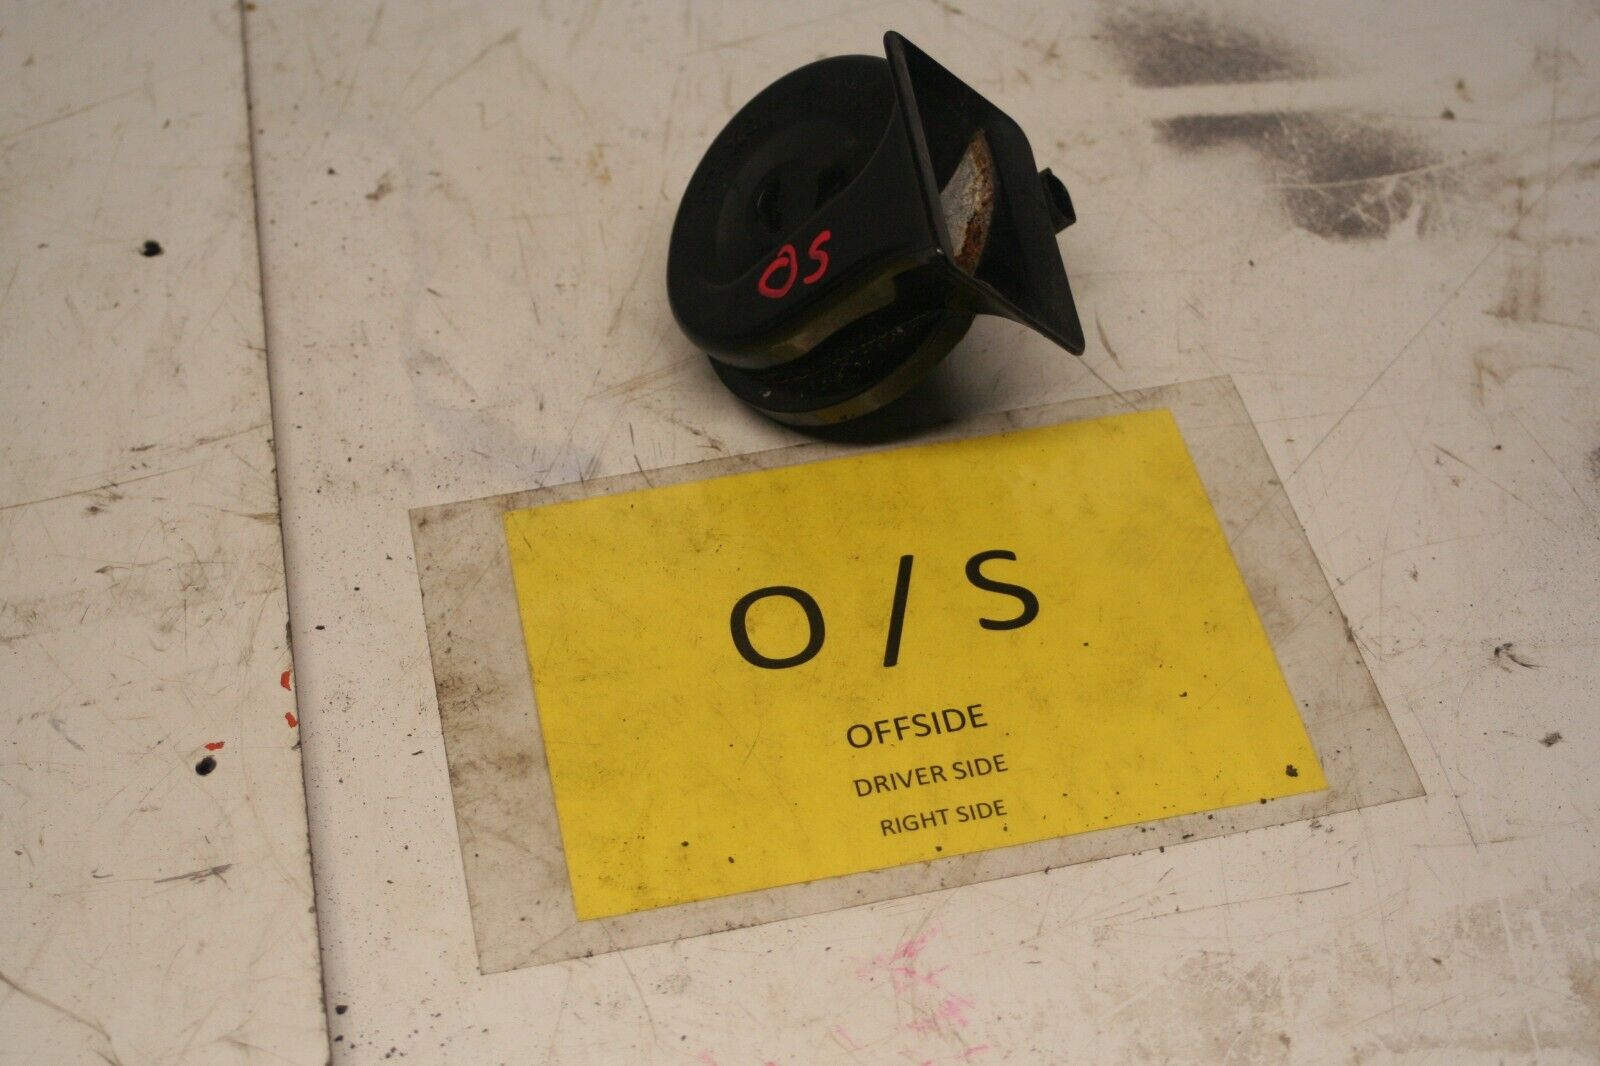 OS
O / S
OFFSIDE
DRIVER SIDE
RIGHT SIDE